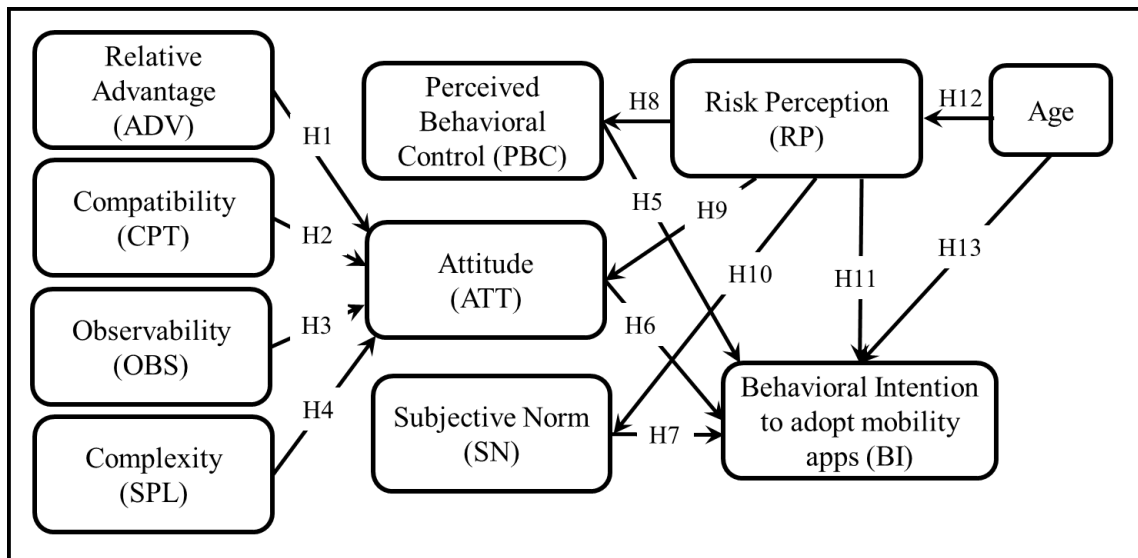 Relative
Advantage
(ADV)
H1
Compatibility
(CPT)
H2
Observability
(OBS)
H3
Complexity
(SPL)
H4
Perceived
Behavioral
Control (PBC)
H8
Risk Perception
(RP)
H12
Age
H5
H9
H10
H11
H13
Attitude
(ATT)
H6
Subjective Norm
(SN)
H7
Behavioral Intention
to adopt mobility
apps (BI)